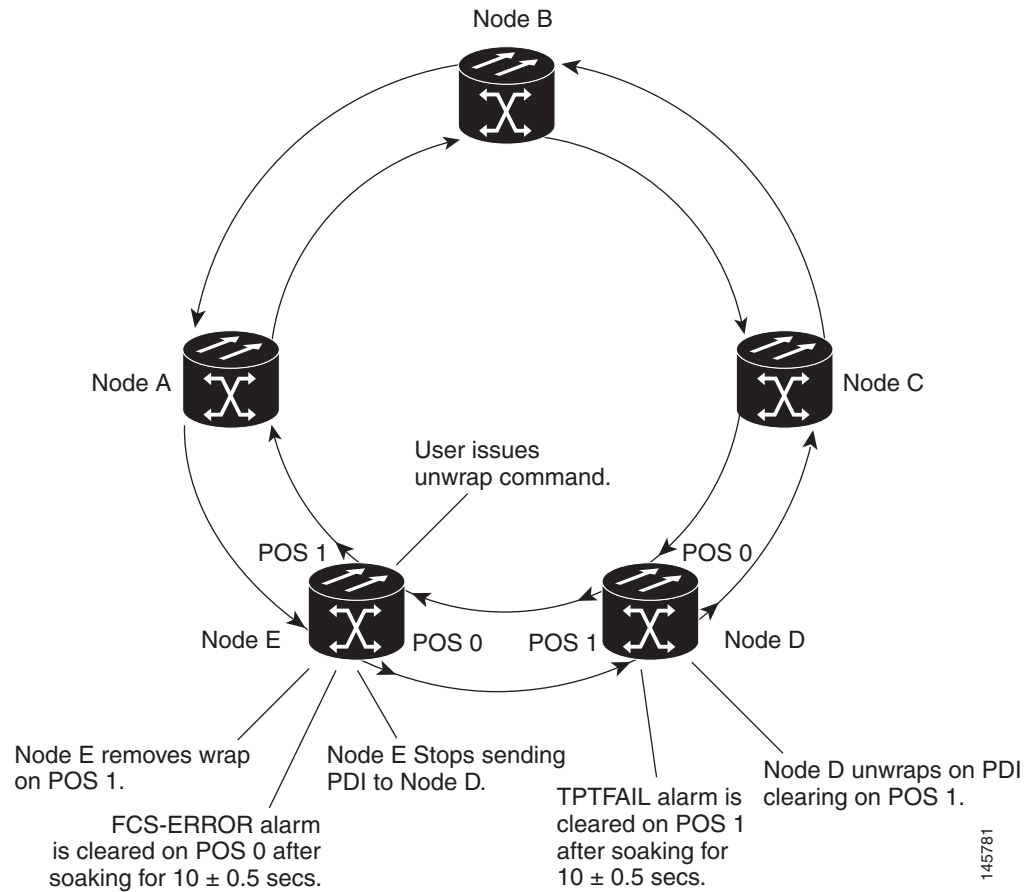 Node B
Node A
Node C
User issues
unwrap command.
POS 1
POS 0
Node E
POS 0
POS 1
Node D
Node E removes wrap
on POS 1.
FCS-ERROR alarm
is cleared on POS 0 after
soaking for 10 ± 0.5 secs.
Node E Stops sending
PDI to Node D.
TPTFAIL alarm is
cleared on POS 1
after soaking for
10 ± 0.5 secs.
Node D unwraps on PDI
clearing on POS 1.
145781